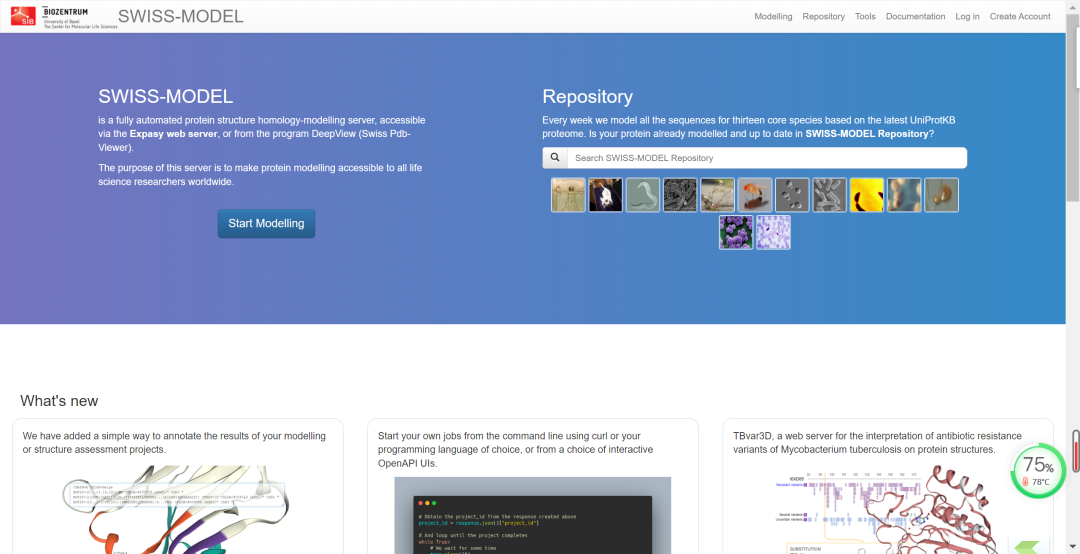 SIB
BIOZENTRUM
University of Basel
The Center for Molecular Life Sciences
SWISS-MODEL
Modelling Repository Tools Documentation Log in Create Account
SWISS-MODEL
is a fully automated protein structure homology-modelling server, accessible
via the Expasy web server, or from the program DeepView (Swiss Pdb-
Viewer).
The purpose of this server is to make protein modelling accessible to all life
science researchers worldwide.
Start Modelling
Repository
Every week we model all the sequences for thirteen core species based on the latest UniProtKB
proteome. Is your protein already modelled and up to date in SWISS-MODEL Repository?
Search SWISS-MODEL Repository
What's new
We have added a simple way to annotate the results of your modelling
or structure assessment projects.
Start your own jobs from the command line using curl or your
programming language of choice, or from a choice of interactive
OpenAPI UIs.
# Obtain the project_id from the response created above
project_id = response.json()["project_id"]
# And loop until the project completes
while True:
# We wait for some time
TBvar3D, a web server for the interpretation of antibiotic resistance
variants of Mycobacterium tuberculosis on protein structures.
SUBSTITUTION
75%
78°C